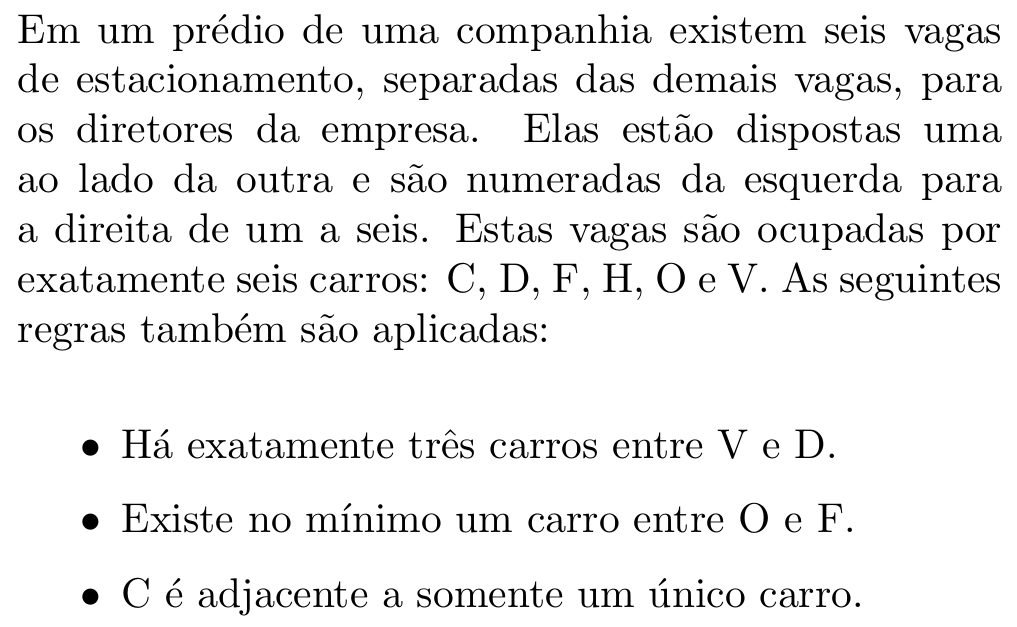 Em um prédio de uma companhia existem seis vagas
de estacionamento, separadas das demais vagas, para
os diretores da empresa. Elas estão dispostas uma
ao lado da outra e são numeradas da esquerda para
a direita de um a seis. Estas vagas são ocupadas por
exatamente seis carros: C, D, F, H, O e V. As seguintes
regras também são aplicadas:
• Há exatamente três carros entre V e D.
• Existe no mínimo um carro entre O e F.
• C é adjacente a somente um único carro.